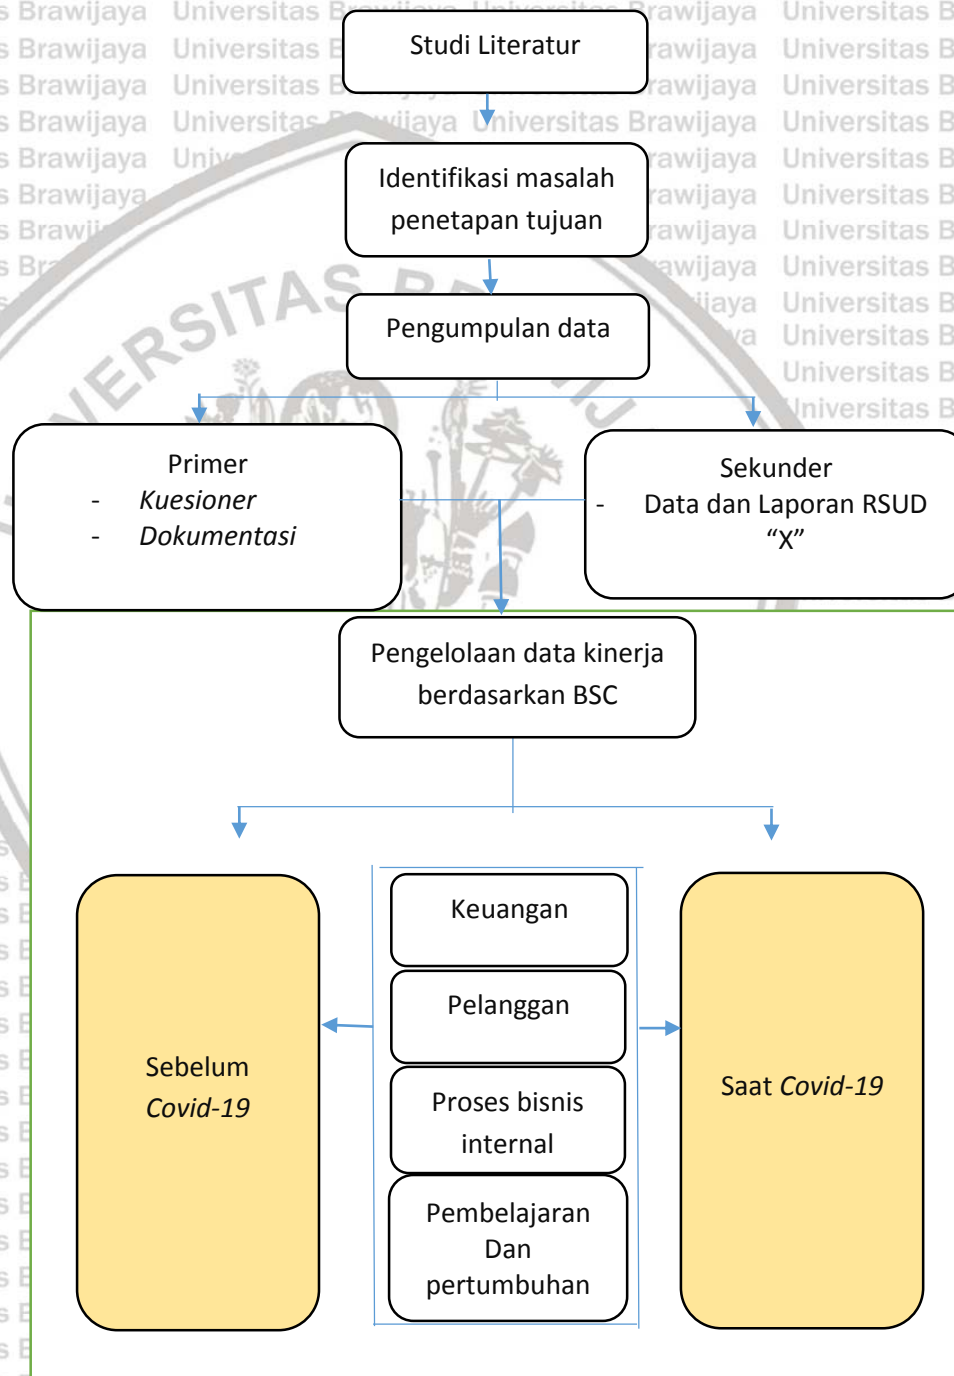 Studi Literatur
Identifikasi masalah
penetapan tujuan
Pengumpulan data
Primer
- Kuesioner
- Dokumentasi
Sekunder
- Data dan Laporan RSUD
“X”
Pengelolaan data kinerja
berdasarkan BSC
Sebelum
Covid-19
Keuangan
Pelanggan
Proses bisnis
internal
Pembelajaran
Dan
pertumbuhan
Saat Covid-19